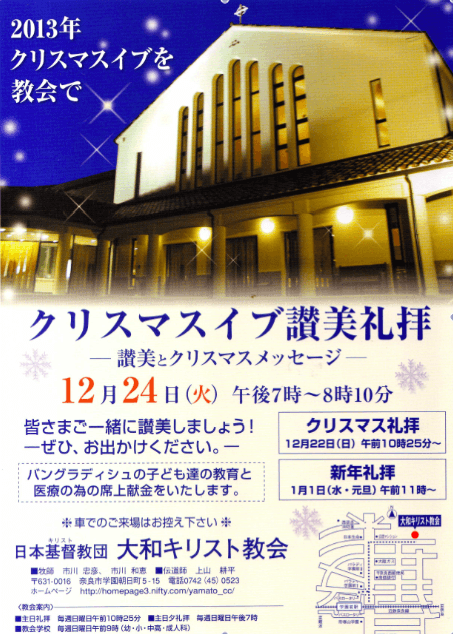 2013年
クリスマスイブを
教会で
クリスマスイブ讃美礼拝
― 讃美とクリスマスメッセージ ―
12月24日(火) 午後7時～8時10分
皆さまご一緒に讃美しましょう!
―ぜひ、お出かけください。―
バングラディシュの子ども達の教育と
医療の為の席上献金をいたします。
クリスマス礼拝
12月22日(日) 午前10時25分～
新年礼拝
1月1日(水・元旦) 午前11時～
※ 車でのご来場はお控え下さい ※
キリスト
日本基督教団 大和キリスト教会
■牧師 市川 忠彦、 市川 和恵 ■伝道師 上山 耕平
〒631-0016 奈良市学園朝日町5-15 電話0742(45)0523
ホームページ http://homepage3.nifty.com/yamato_cc/
〈教会案内〉
■主日礼拝 毎週日曜日午前10時25分 ■主日夕拝 毎週日曜日午後7時
■教会学校 毎週日曜日午前9時(幼・小・中高・成人科)
大和キリスト教会